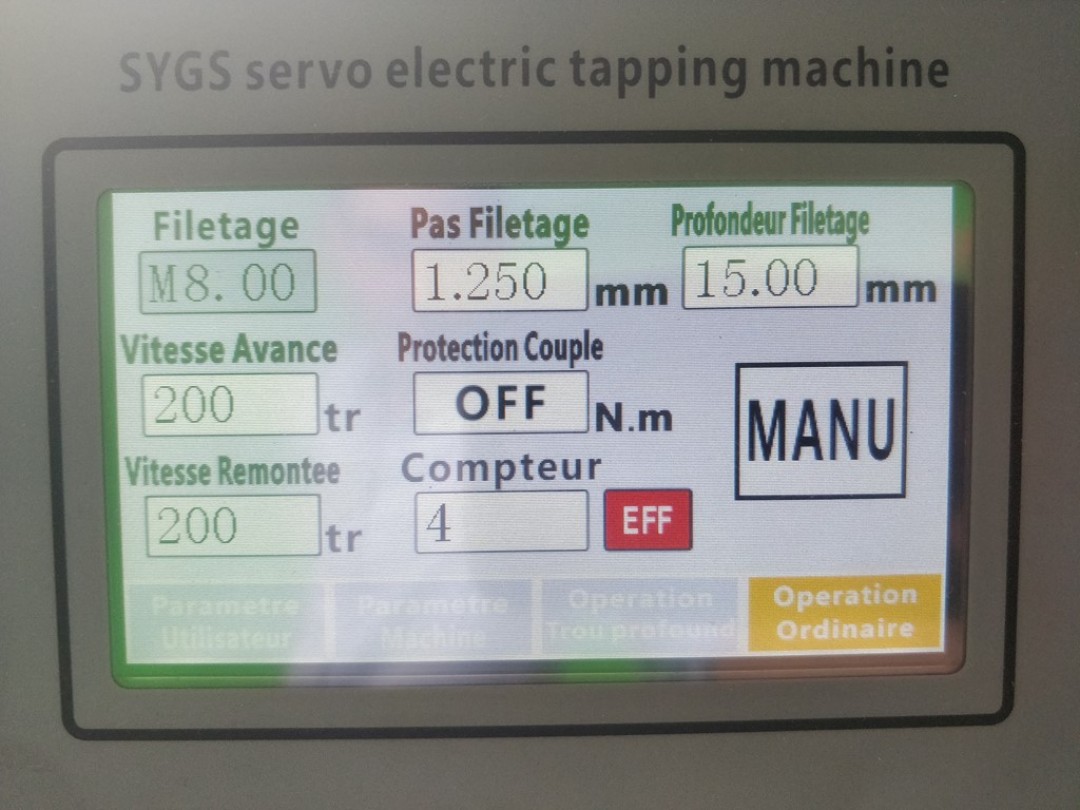 SYGS servo electric tapping machine
Filetage
Pas Filetage
Profondeur Filetage
M8.00
1.250 mm
15.00 mm
Vitesse Avance
Protection Couple
200 tr
OFF N.m
MANU
Vitesse Remontee
Compteur
200 tr
4
EFF
Parametre
Utilisateur
Parametre
Machine
Operation
Trou profound
Operation
Ordinaire